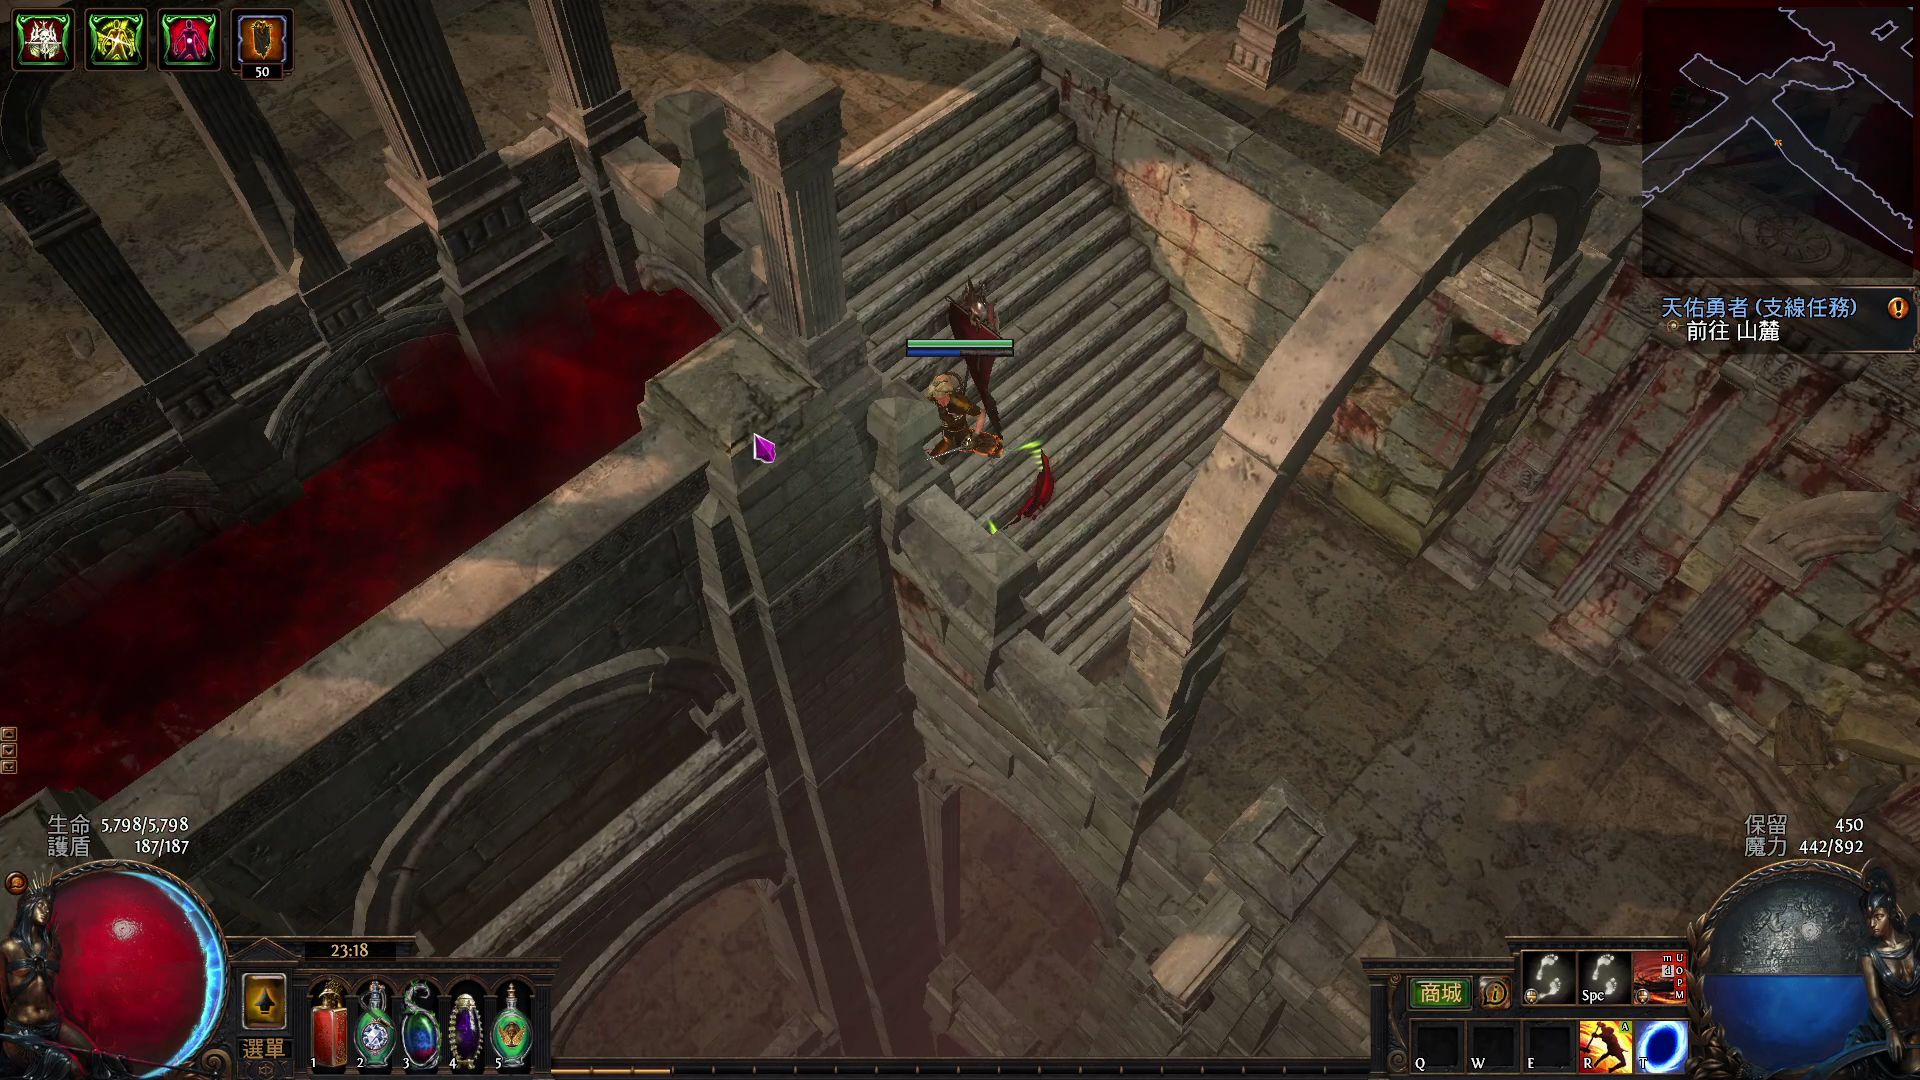 50
天佑勇者 (支線任務)
前往 山麓
生命 5,798/5,798
護盾 187/187
保留 450
魔力 442/892
23:18
選單
1
2
3
4
5
商城
Spc
m U
d O
P
M
Q
W
E
R
A
T